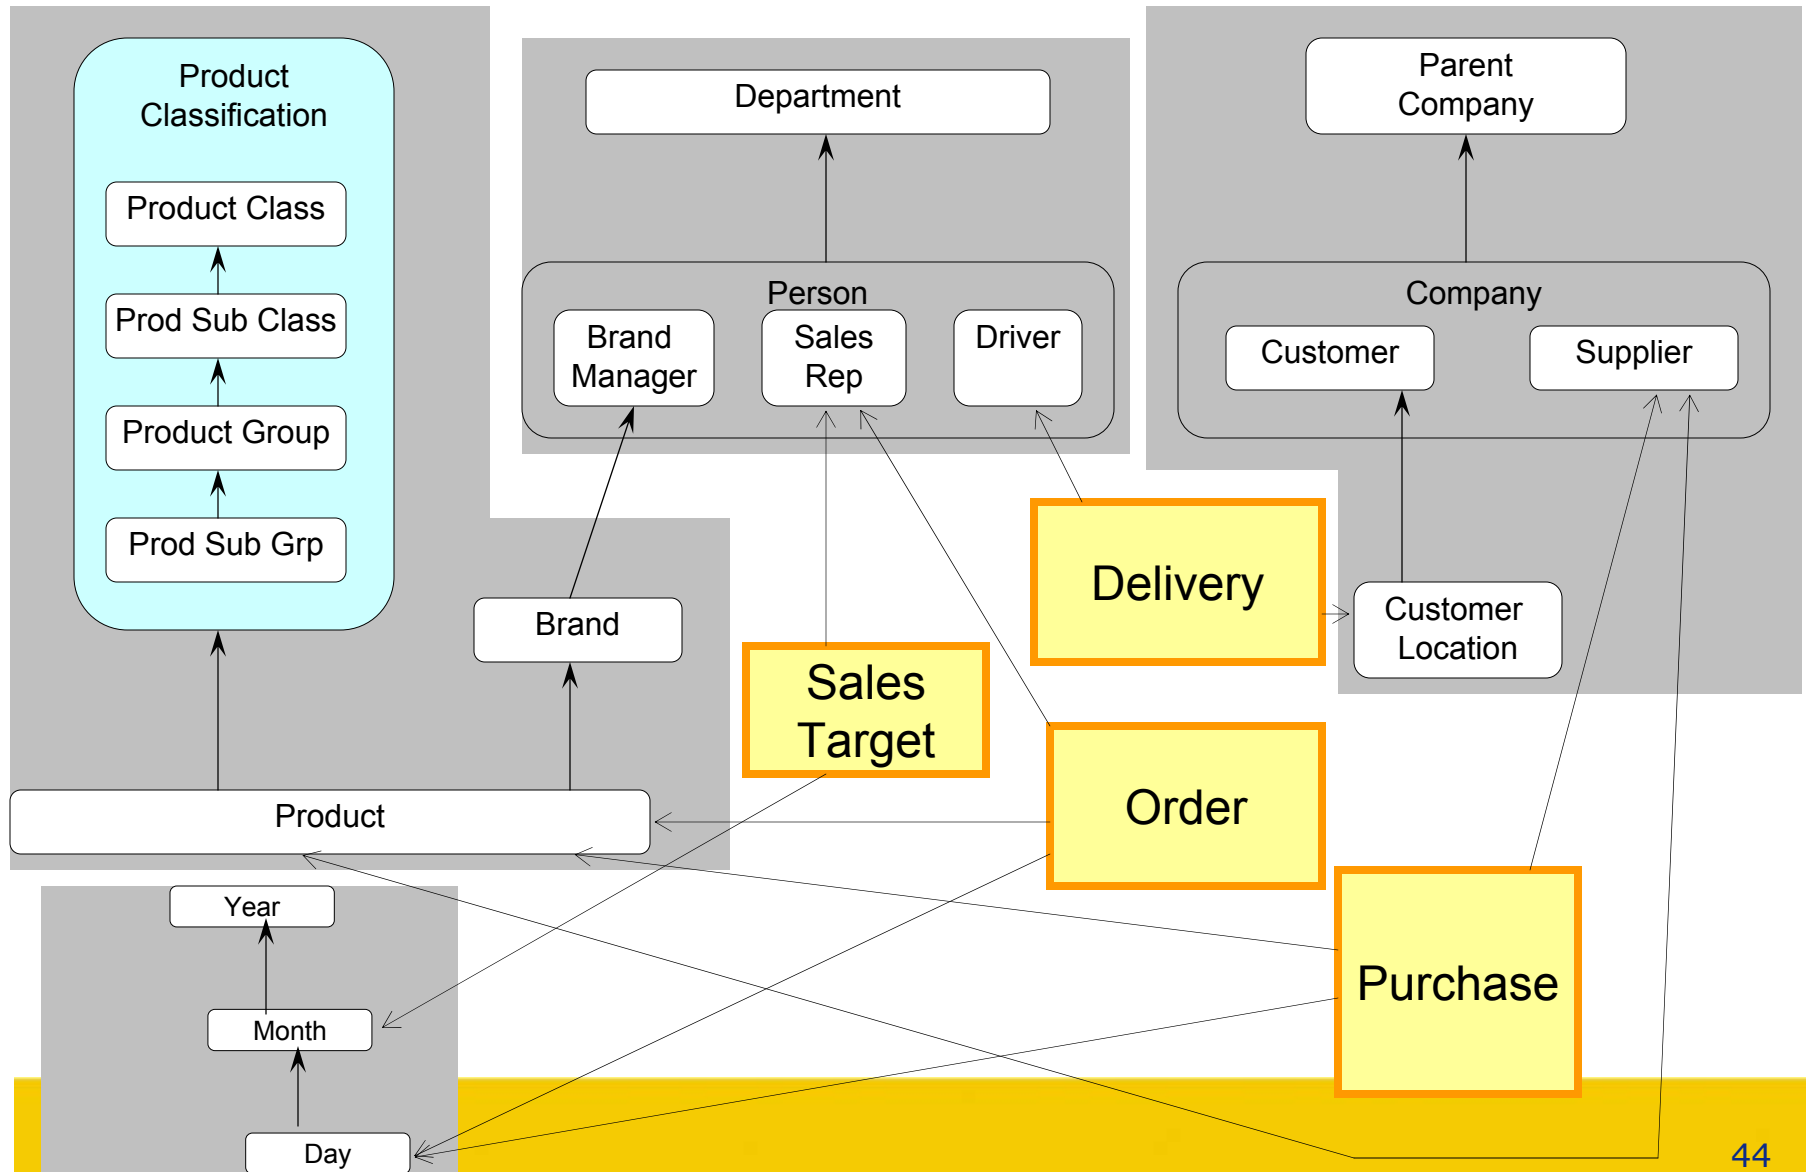 Product
Classification
Product Class
Prod Sub Class
Product Group
Prod Sub Grp
Department
Person
Brand
Manager
Sales
Rep
Driver
Parent
Company
Company
Customer
Supplier
Customer
Location
Brand
Product
Delivery
Sales
Target
Order
Purchase
Year
Month
Day
44